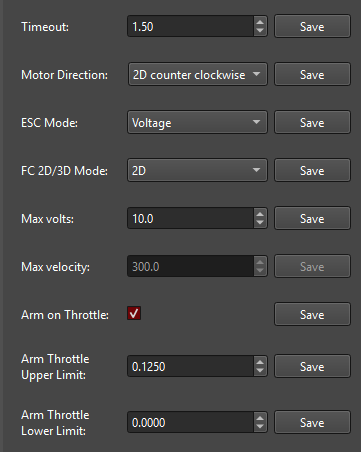 Timeout: 1.50 Save
Motor Direction: 2D counter clockwise Save
ESC Mode: Voltage Save
FC 2D/3D Mode: 2D Save
Max volts: 10.0 Save
Max velocity: 300.0 Save
Arm on Throttle: Save
Arm Throttle
Upper Limit: 0.1250 Save
Arm Throttle
Lower Limit: 0.0000 Save